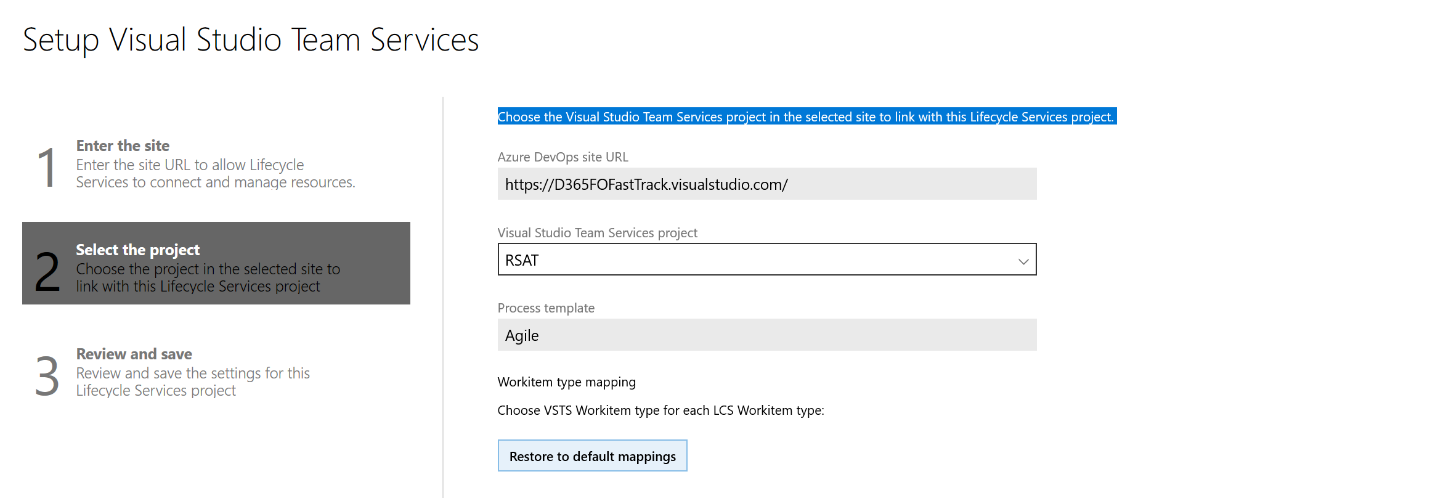 Setup Visual Studio Team Services
1
Enter the site
Enter the site URL to allow Lifecycle
Services to connect and manage resources.
2
Select the project
Choose the project in the selected site to
link with this Lifecycle Services project
3
Review and save
Review and save the settings for this
Lifecycle Services project
Choose the Visual Studio Team Services project in the selected site to link with this Lifecycle Services project.
Azure DevOps site URL
https://D365FOFastTrack.visualstudio.com/
Visual Studio Team Services project
RSAT
Process template
Agile
Workitem type mapping
Choose VSTS Workitem type for each LCS Workitem type:
Restore to default mappings